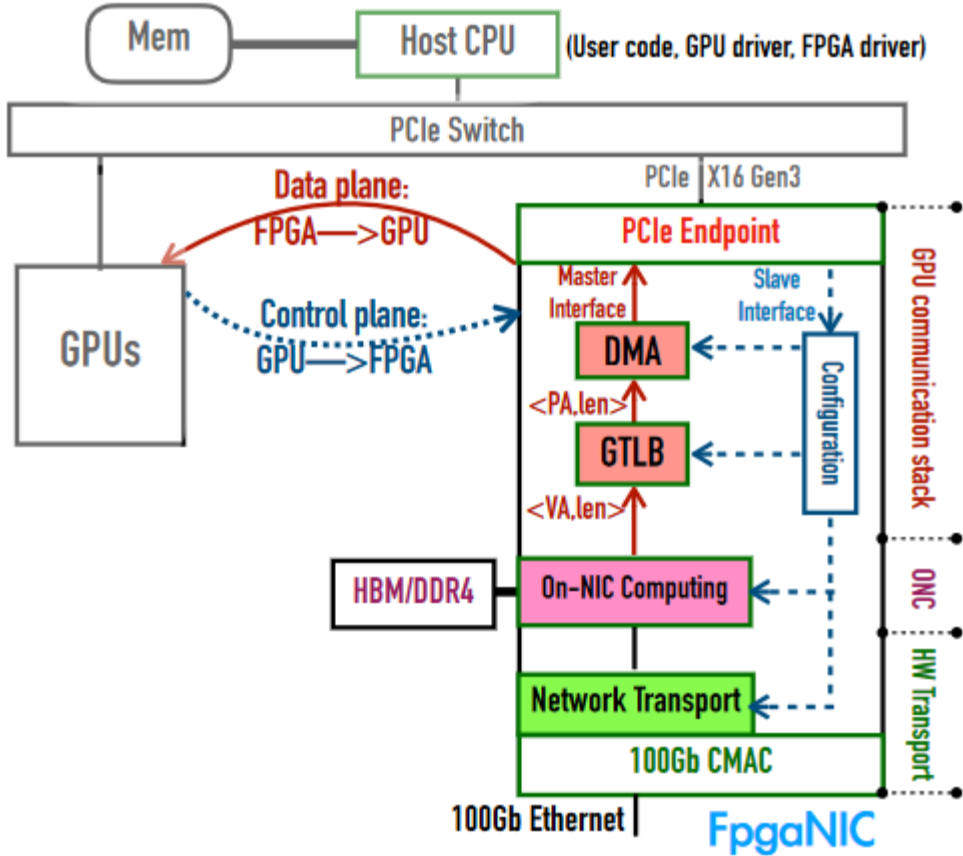 Mem
Host CPU
(User code, GPU driver, FPGA driver)
PCIe Switch
PCIe X16 Gen3
Data plane:
FPGA—>GPU
PCIe Endpoint
Master
Interface
Slave
Interface
GPUs
Control plane:
GPU—>FPGA
DMA
Configuration
<PA,len>
GTLB
<VA,len>
GPU communication stack
HBM/DDR4
On-NIC Computing
ONC
Network Transport
HW Transport
100Gb CMAC
100Gb Ethernet
FpgaNIC